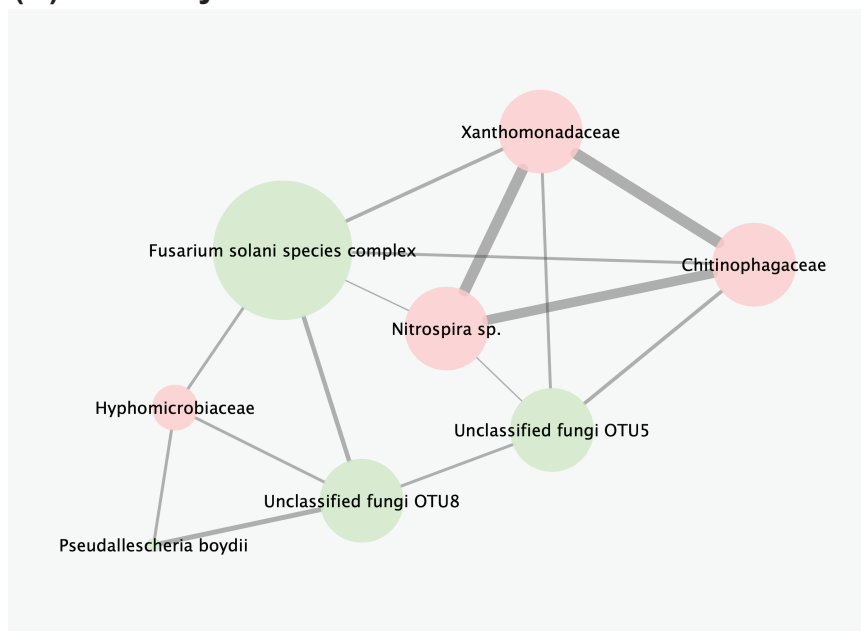 Xanthomonadaceae
Fusarium solani species complex
Chitinophagaceae
Nitrospira sp.
Hyphomicrobiaceae
Unclassified fungi OTU5
Unclassified fungi OTU8
Pseudallescheria boydii